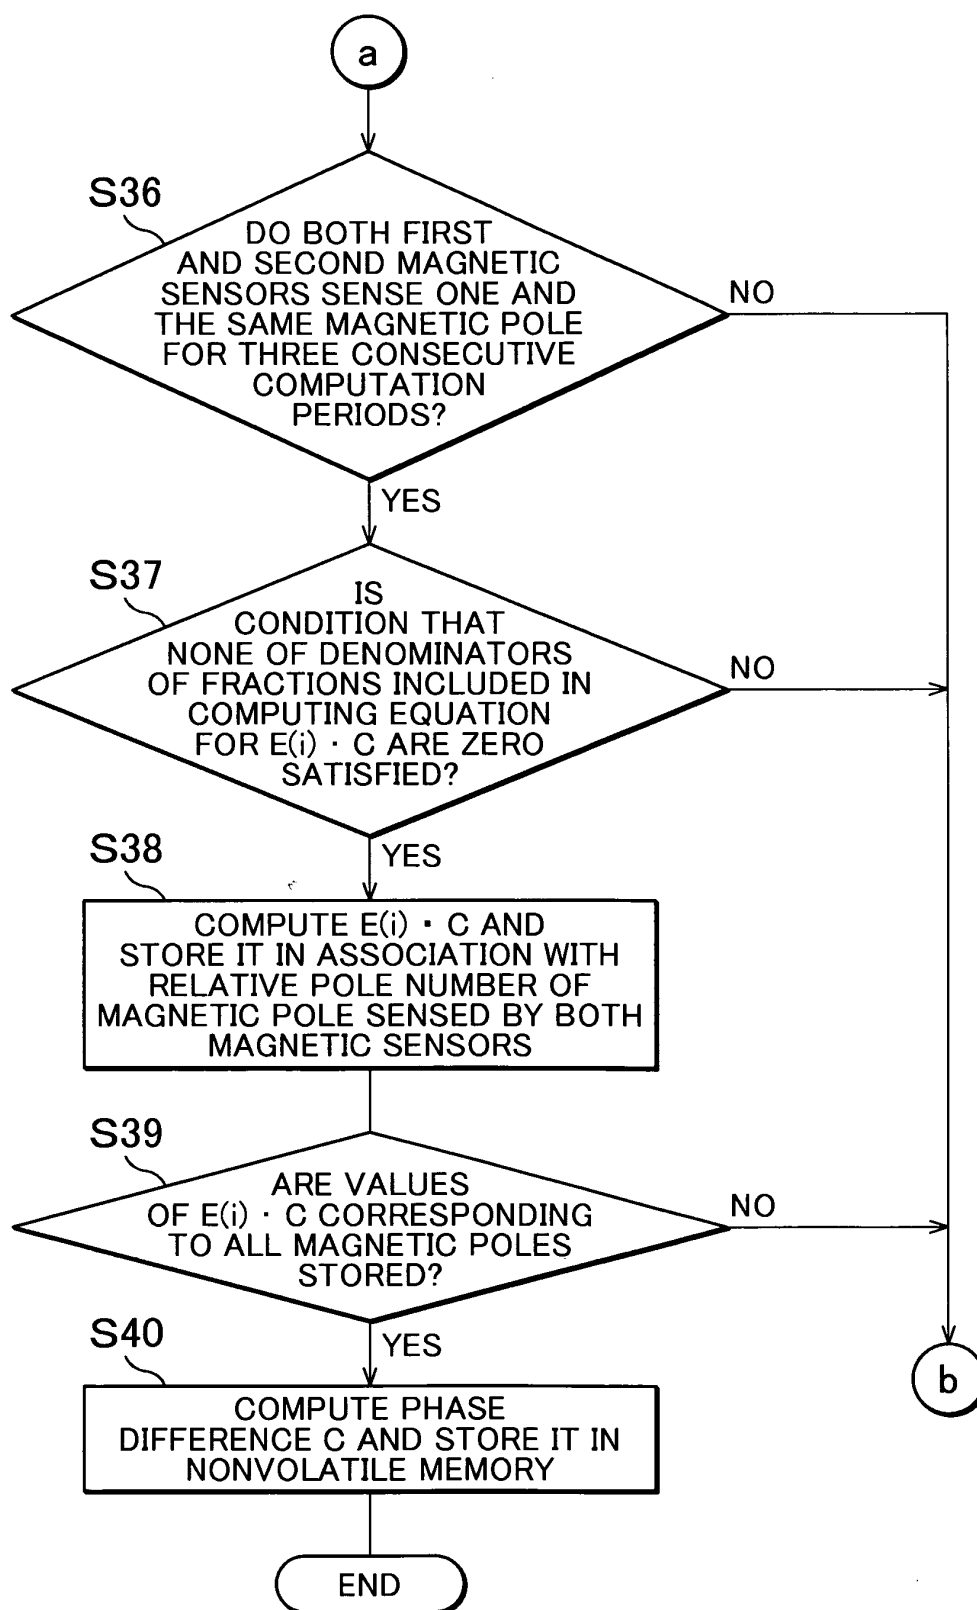 a
S36
DO BOTH FIRST
AND SECOND MAGNETIC
SENSORS SENSE ONE AND
THE SAME MAGNETIC POLE
FOR THREE CONSECUTIVE
COMPUTATION
PERIODS?
NO
YES
S37
IS
CONDITION THAT
NONE OF DENOMINATORS
OF FRACTIONS INCLUDED IN
COMPUTING EQUATION
FOR E(i) · C ARE ZERO
SATISFIED?
NO
YES
S38
COMPUTE E(i) · C AND
STORE IT IN ASSOCIATION WITH
RELATIVE POLE NUMBER OF
MAGNETIC POLE SENSED BY BOTH
MAGNETIC SENSORS
S39
ARE VALUES
OF E(i) · C CORRESPONDING
TO ALL MAGNETIC POLES
STORED?
NO
YES
S40
COMPUTE PHASE
DIFFERENCE C AND STORE IT IN
NONVOLATILE MEMORY
b
END